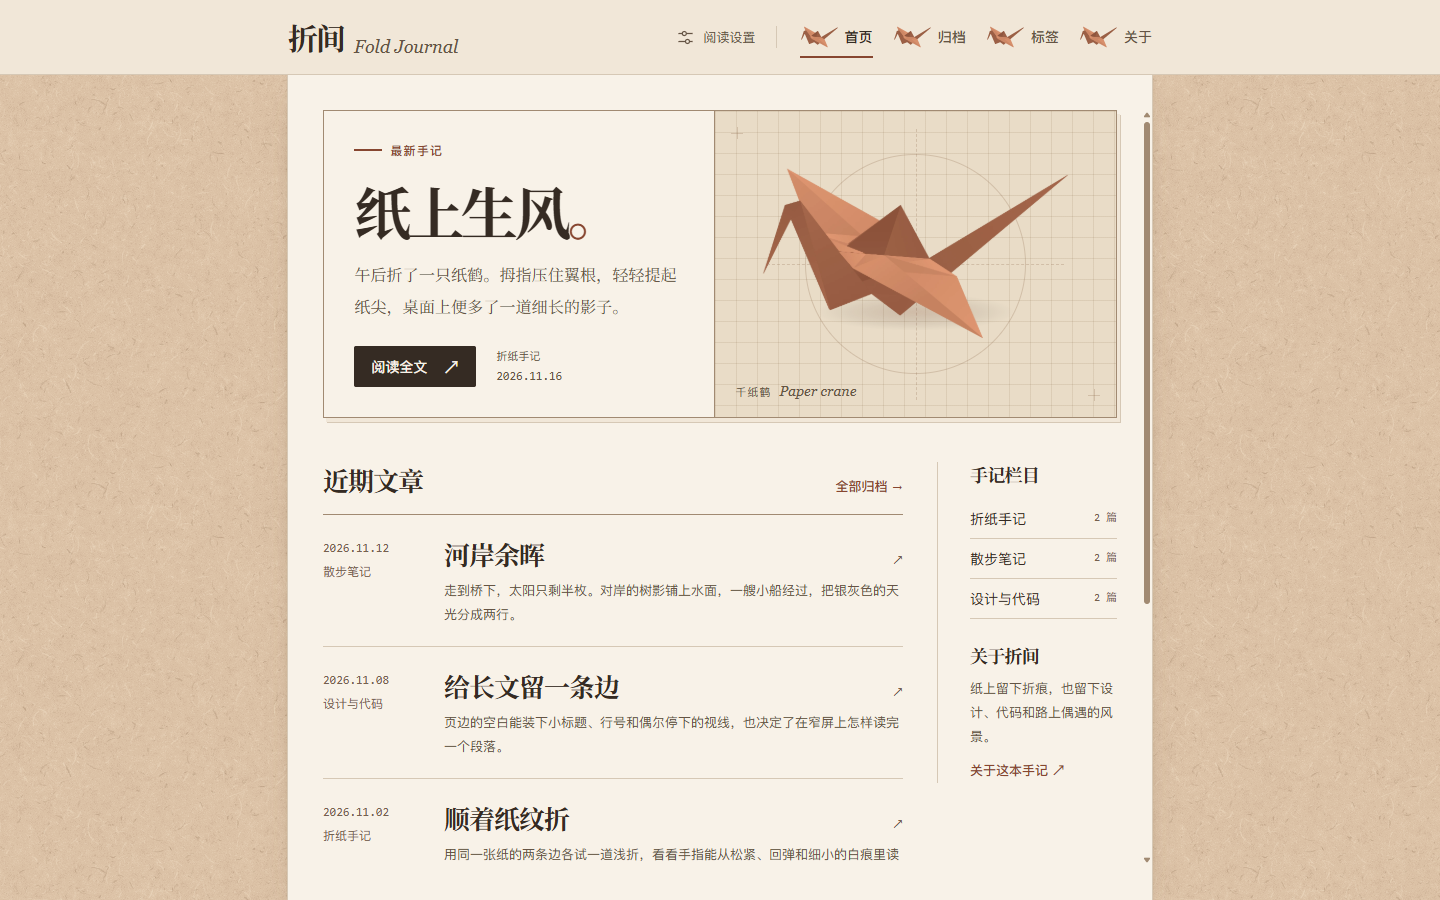 折间 Fold Journal
阅读设置 首页 归档 标签 关于
最新手记
纸上生风。
午后折了一只纸鹤。拇指压住翼根，轻轻提起
纸尖，桌面上便多了一道细长的影子。
阅读全文 ↗
折纸手记
2026.11.16
千纸鹤 Paper crane
近期文章
全部归档 →
2026.11.12
散步笔记
河岸余晖 ↗
走到桥下，太阳只剩半枚。对岸的树影铺上水面，一艘小船经过，把银灰色的天
光分成两行。
2026.11.08
设计与代码
给长文留一条边 ↗
页边的空白能装下小标题、行号和偶尔停下的视线，也决定了在窄屏上怎样读完
一个段落。
2026.11.02
折纸手记
顺着纸纹折 ↗
用同一张纸的两条边各试一道浅折，看看手指能从松紧、回弹和细小的白痕里读
手记栏目
折纸手记 2 篇
散步笔记 2 篇
设计与代码 2 篇
关于折间
纸上留下折痕，也留下设
计、代码和路上偶遇的风
景。
关于这本手记 ↗